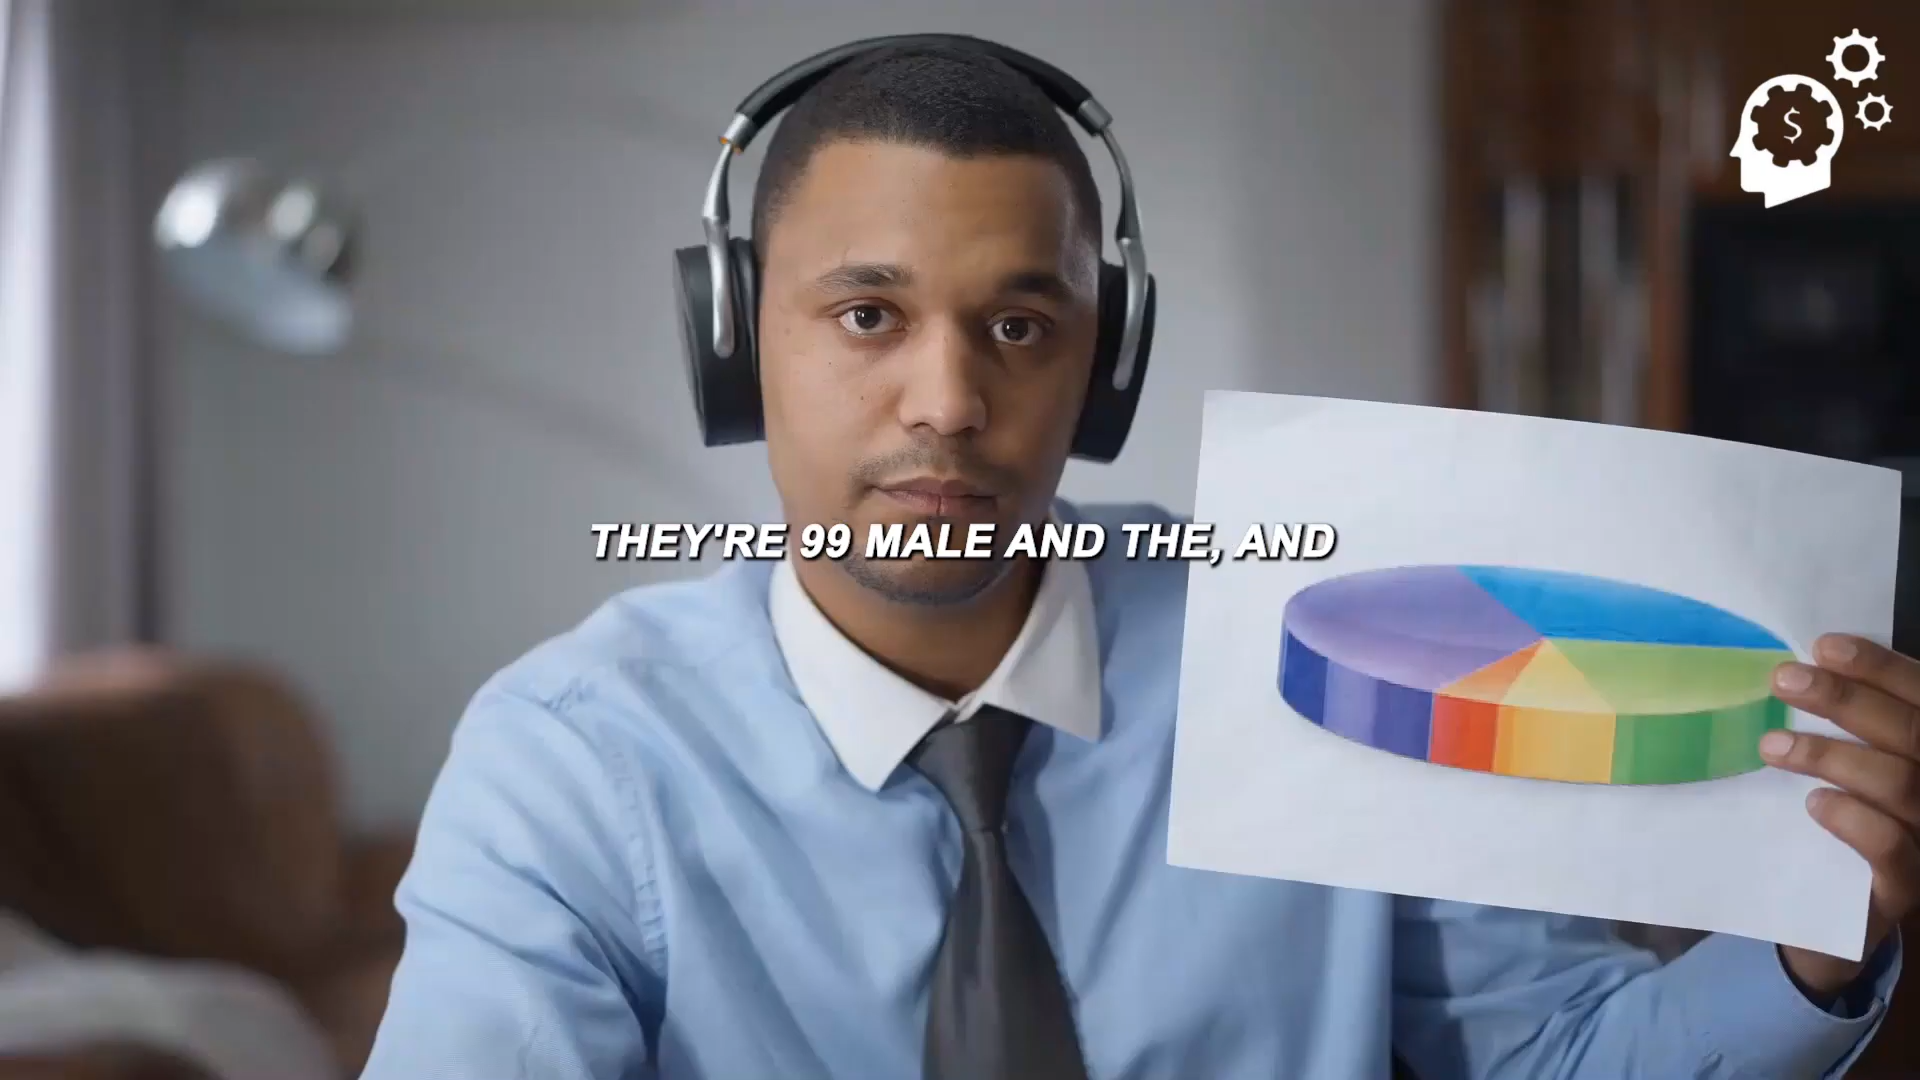 $
THEY'RE 99 MALE AND THE, AND